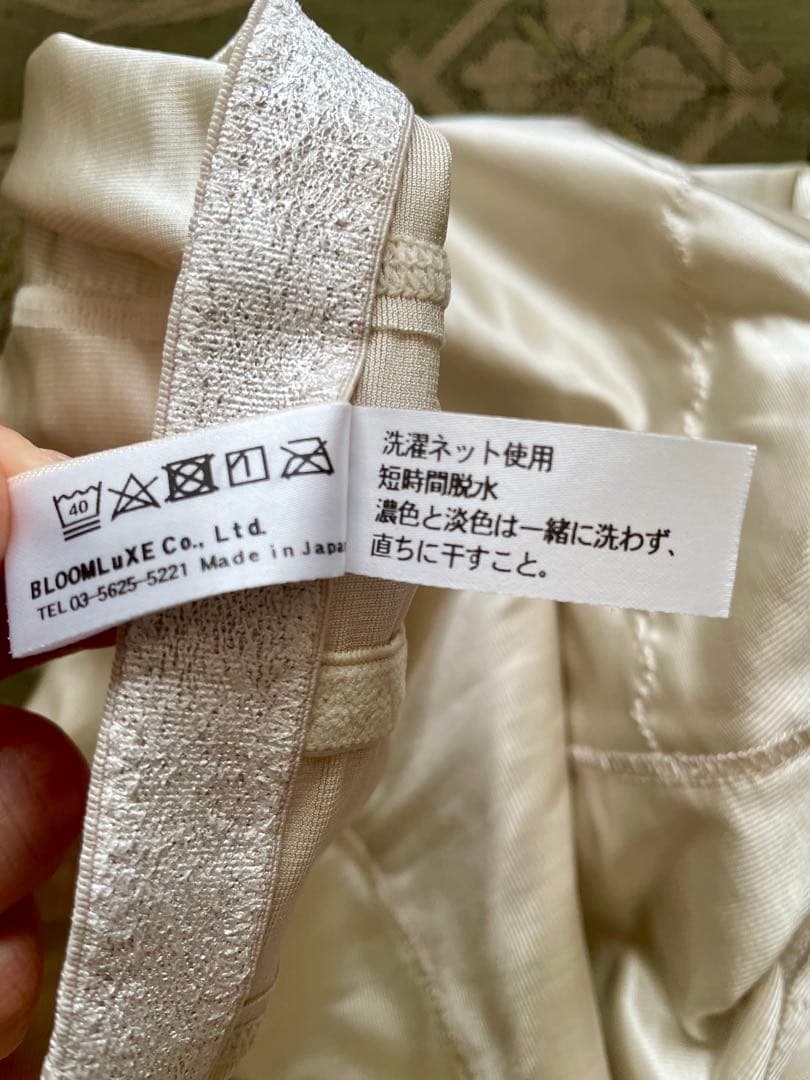 40
BLOOMLuXE Co., Ltd.
TEL 03-5625-5221 Made in Japan
洗濯ネット使用
短時間脱水
濃色と淡色は一緒に洗わず、
直ちに干すこと。